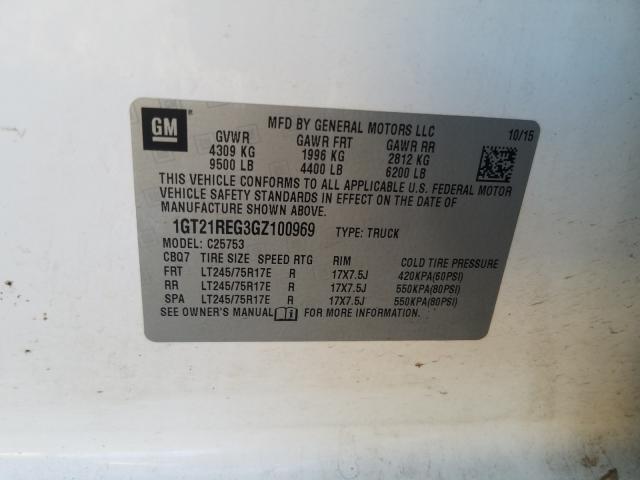 GM
MFD BY GENERAL MOTORS LLC 10/15
GVWR GAWR FRT GAWR RR
4309 KG 1996 KG 2812 KG
9500 LB 4400 LB 6200 LB
THIS VEHICLE CONFORMS TO ALL APPLICABLE U.S. FEDERAL MOTOR
VEHICLE SAFETY STANDARDS IN EFFECT ON THE DATE OF
MANUFACTURE SHOWN ABOVE.
1GT21REG3GZ100969 TYPE: TRUCK
MODEL: C25753
CBQ7 TIRE SIZE SPEED RTG RIM COLD TIRE PRESSURE
FRT LT245/75R17E R 17X7.5J 420KPA(60PSI)
RR LT245/75R17E R 17X7.5J 550KPA(80PSI)
SPA LT245/75R17E R 17X7.5J 550KPA(80PSI)
SEE OWNER'S MANUAL FOR MORE INFORMATION.